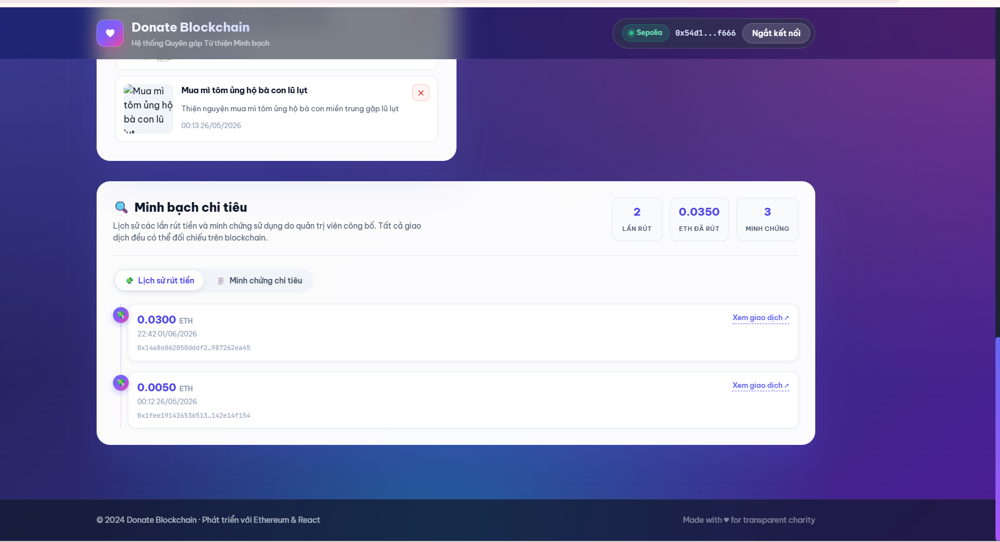 Donate Blockchain
Hệ thống Quyên góp Từ thiện Minh bạch
Sepolia
0x54d1...f666
Ngắt kết nối
Mua mì
tôm ủng hộ
bà con lũ
lụt
Mua mì tôm ủng hộ bà con lũ lụt
Thiện nguyện mua mì tôm ủng hộ bà con miền trung gặp lũ lụt
00:13 26/05/2026
Minh bạch chi tiêu
Lịch sử các lần rút tiền và minh chứng sử dụng do quản trị viên công bố. Tất cả giao
dịch đều có thể đối chiếu trên blockchain.
2
LẦN RÚT
0.0350
ETH ĐÃ RÚT
3
MINH CHỨNG
Lịch sử rút tiền
Minh chứng chi tiêu
0.0300 ETH
22:42 01/06/2026
0x14a8e062050dddf2…987262ea45
Xem giao dịch ↗
0.0050 ETH
00:12 26/05/2026
0x1fee191426536513…142e14f154
Xem giao dịch ↗
© 2024 Donate Blockchain · Phát triển với Ethereum & React
Made with ♥ for transparent charity